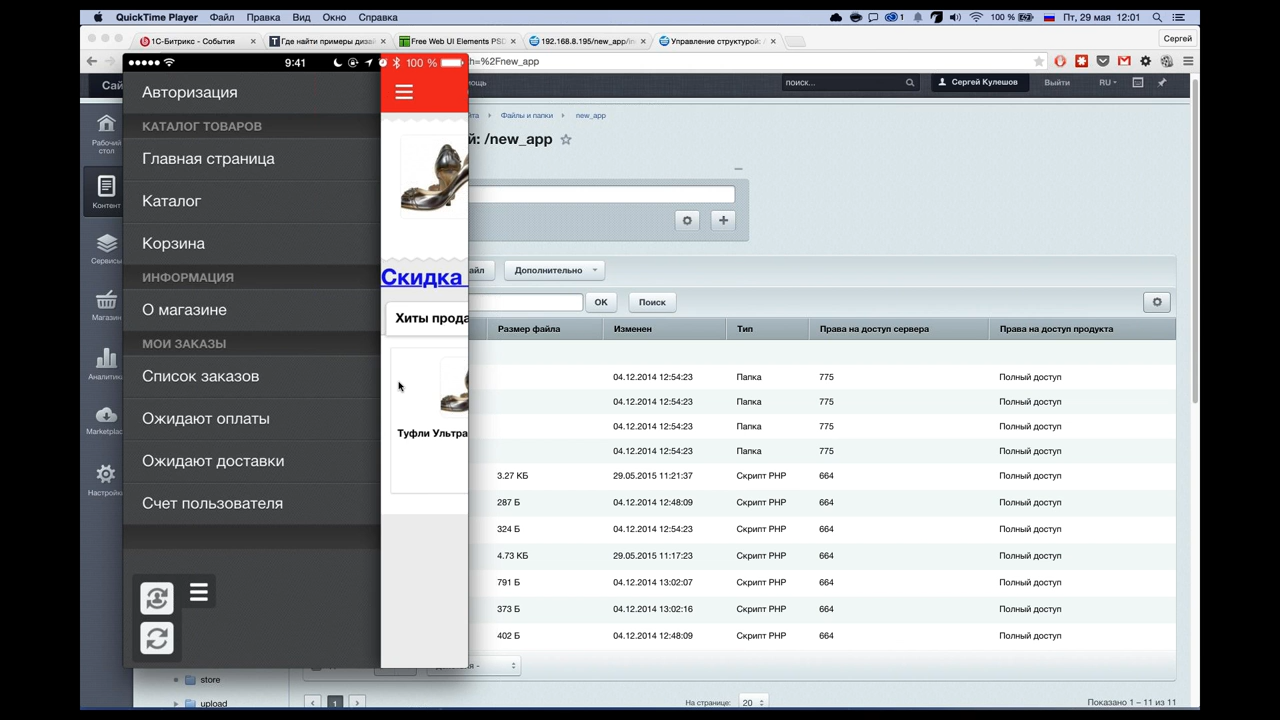 QuickTime Player Файл Правка Вид Окно Справка 1 100 % Пт, 29 мая 12:01
1С-Битрикс - События Где найти примеры дизай Free Web UI Elements PSD 192.168.8.195/new_app/in Управление структурой: / Сергей
h=%2Fnew_app
9:41 100 %
Сай мощь поиск... Сергей Кулешов Выйти RU
Авторизация
Файлы и папки new_app
КАТАЛОГ ТОВАРОВ
й: /new_app
Рабочий стол
Главная страница
Контент
Каталог
Корзина
Сервисы
ИНФОРМАЦИЯ
Скидка
айл Дополнительно
О магазине
ОК Поиск
Магазин
Хиты прода
Размер файла Изменен Тип Права на доступ сервера Права на доступ продукта
МОИ ЗАКАЗЫ
Список заказов
Аналитик
04.12.2014 12:54:23 Папка 775 Полный доступ
04.12.2014 12:54:23 Папка 775 Полный доступ
Ожидают оплаты
04.12.2014 12:54:23 Папка 775 Полный доступ
Marketplac
Туфли Ультра
04.12.2014 12:54:23 Папка 775 Полный доступ
Ожидают доставки
3.27 КБ 29.05.2015 11:21:37 Скрипт PHP 664 Полный доступ
Настройк
Счет пользователя
287 Б 04.12.2014 12:48:09 Скрипт PHP 664 Полный доступ
324 Б 04.12.2014 12:54:23 Скрипт PHP 664 Полный доступ
4.73 КБ 29.05.2015 11:17:23 Скрипт PHP 664 Полный доступ
791 Б 04.12.2014 13:02:07 Скрипт PHP 664 Полный доступ
373 Б 04.12.2014 13:02:16 Скрипт PHP 664 Полный доступ
402 Б 04.12.2014 12:48:09 Скрипт PHP 664 Полный доступ
store
upload
1 На странице: 20 Показано 1 – 11 из 11